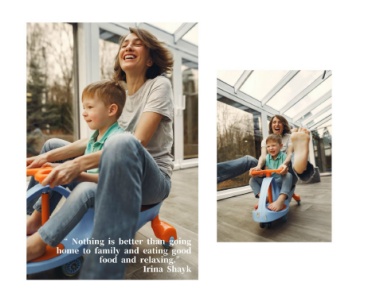 " Nothing is better than going
home to family and eating good
food and relaxing."
Irina Shayk